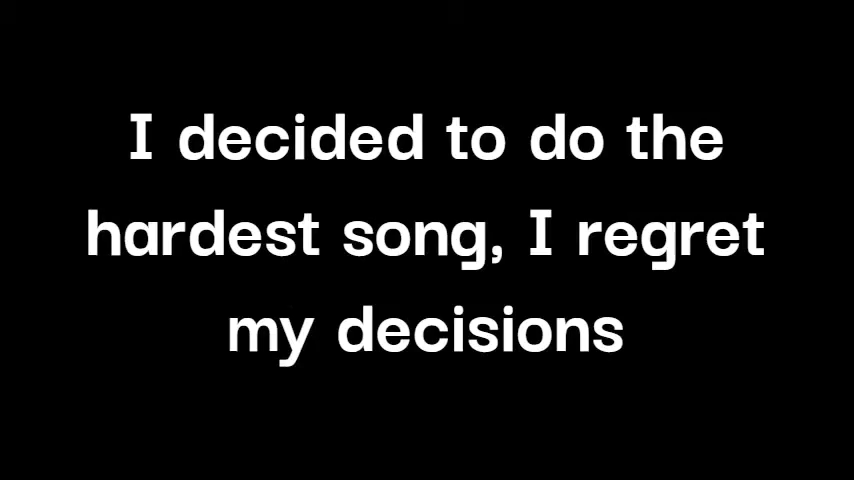 I decided to do the
hardest song, I regret
my decisions